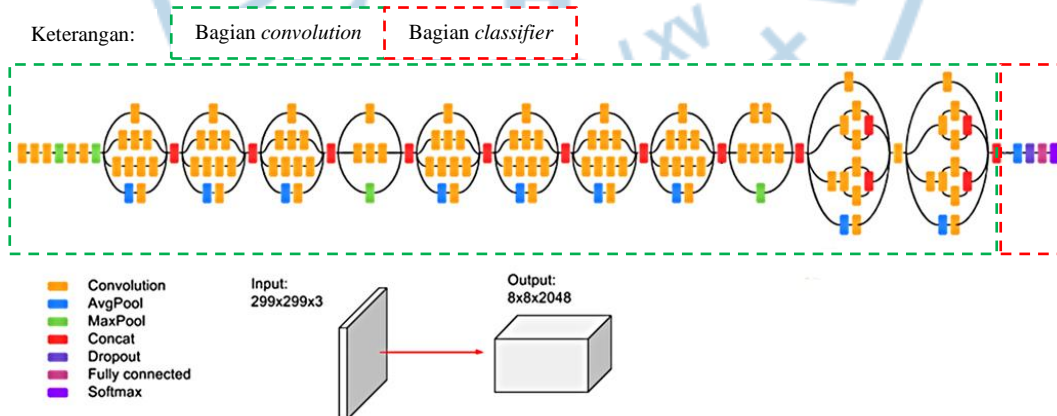 Keterangan:
Bagian convolution
Bagian classifier
Convolution
AvgPool
MaxPool
Concat
Dropout
Fully connected
Softmax
Input:
299x299x3
Output:
8x8x2048